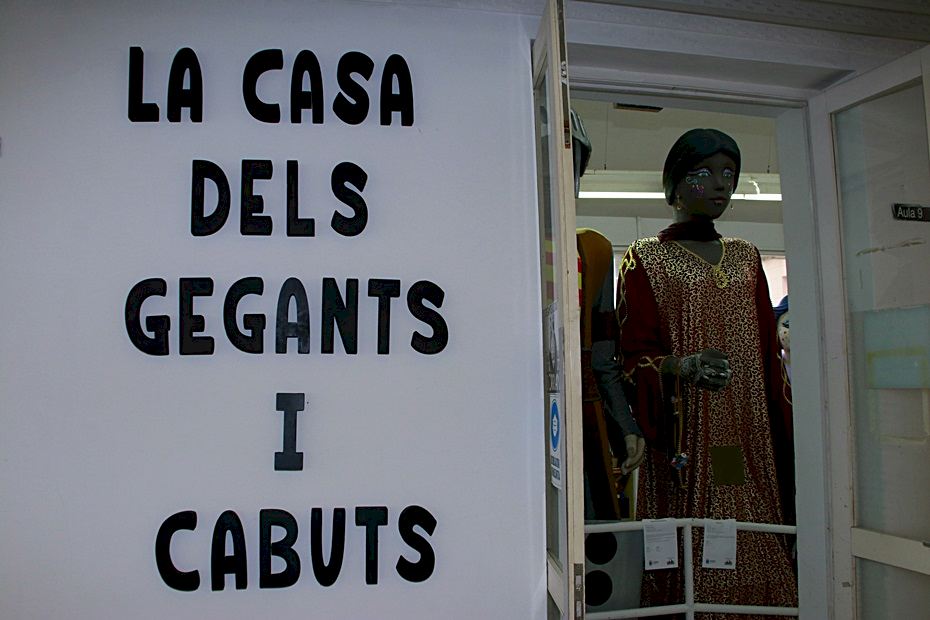 LA CASA
DELS
GEGANTS
I
CABUTS
Aula 9